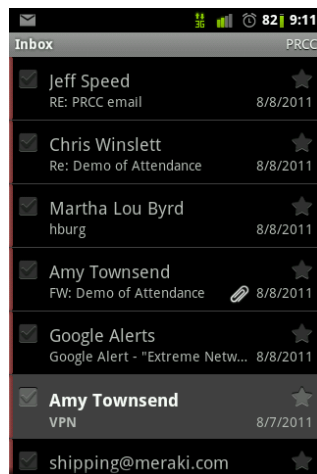 3G 82 9:11
Inbox PRCC
Jeff Speed
RE: PRCC email 8/8/2011
Chris Winslett
Re: Demo of Attendance 8/8/2011
Martha Lou Byrd
hburg 8/8/2011
Amy Townsend
FW: Demo of Attendance 8/8/2011
Google Alerts
Google Alert - "Extreme Netw... 8/8/2011
Amy Townsend
VPN 8/7/2011
shipping@meraki.com